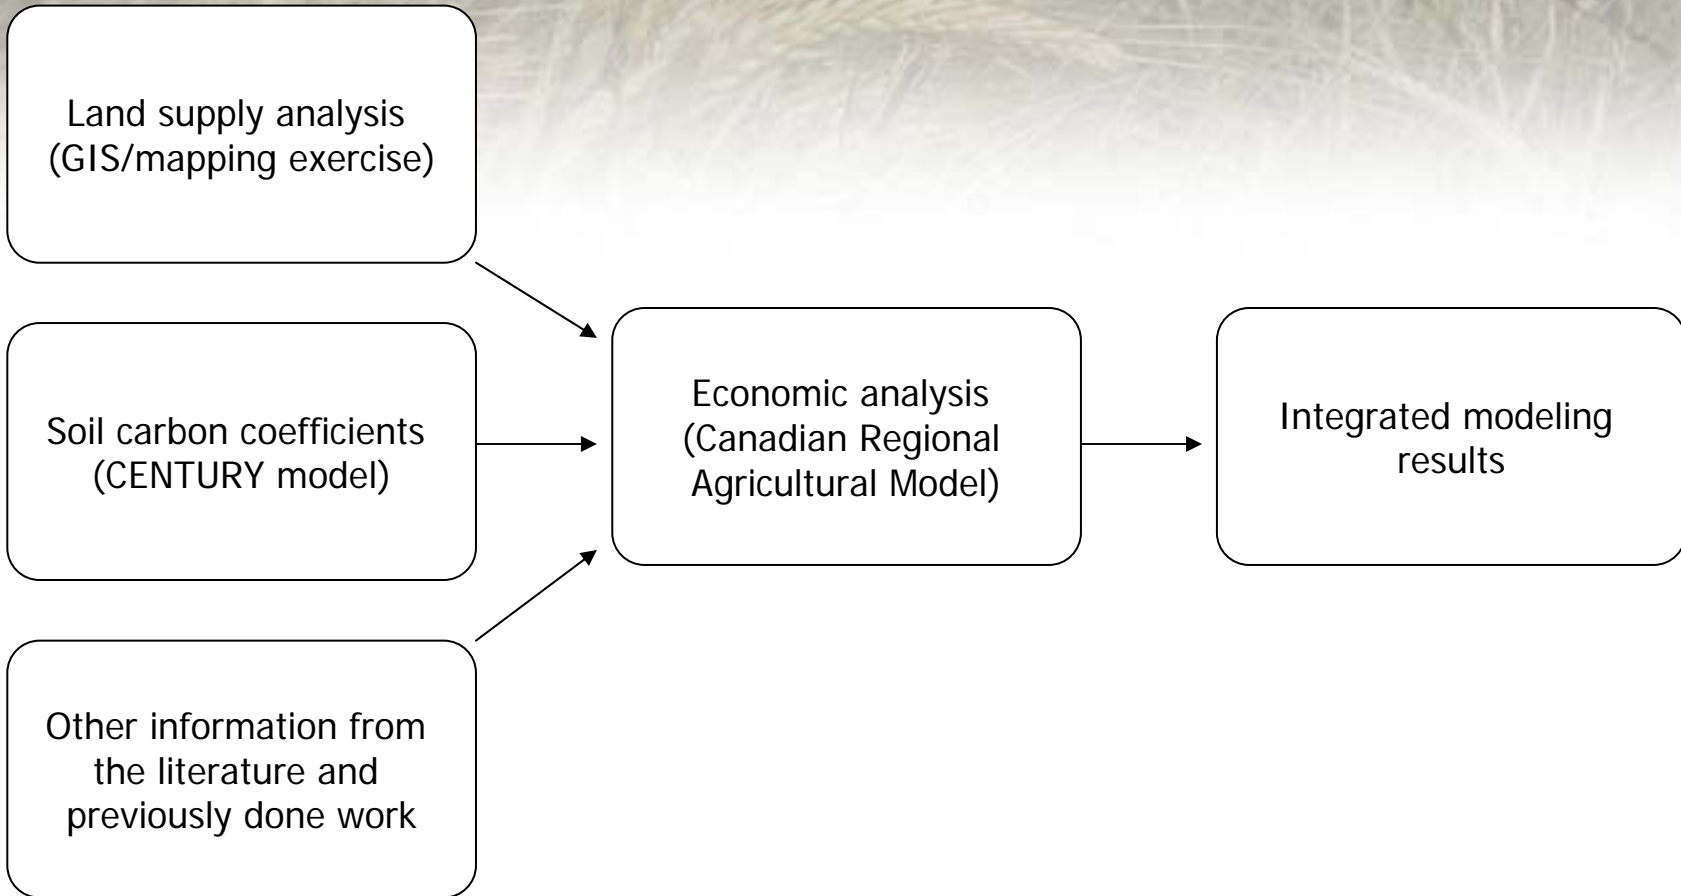 Land supply analysis
(GIS/mapping exercise)
Soil carbon coefficients
(CENTURY model)
Other information from
the literature and
previously done work
Economic analysis
(Canadian Regional
Agricultural Model)
Integrated modeling
results